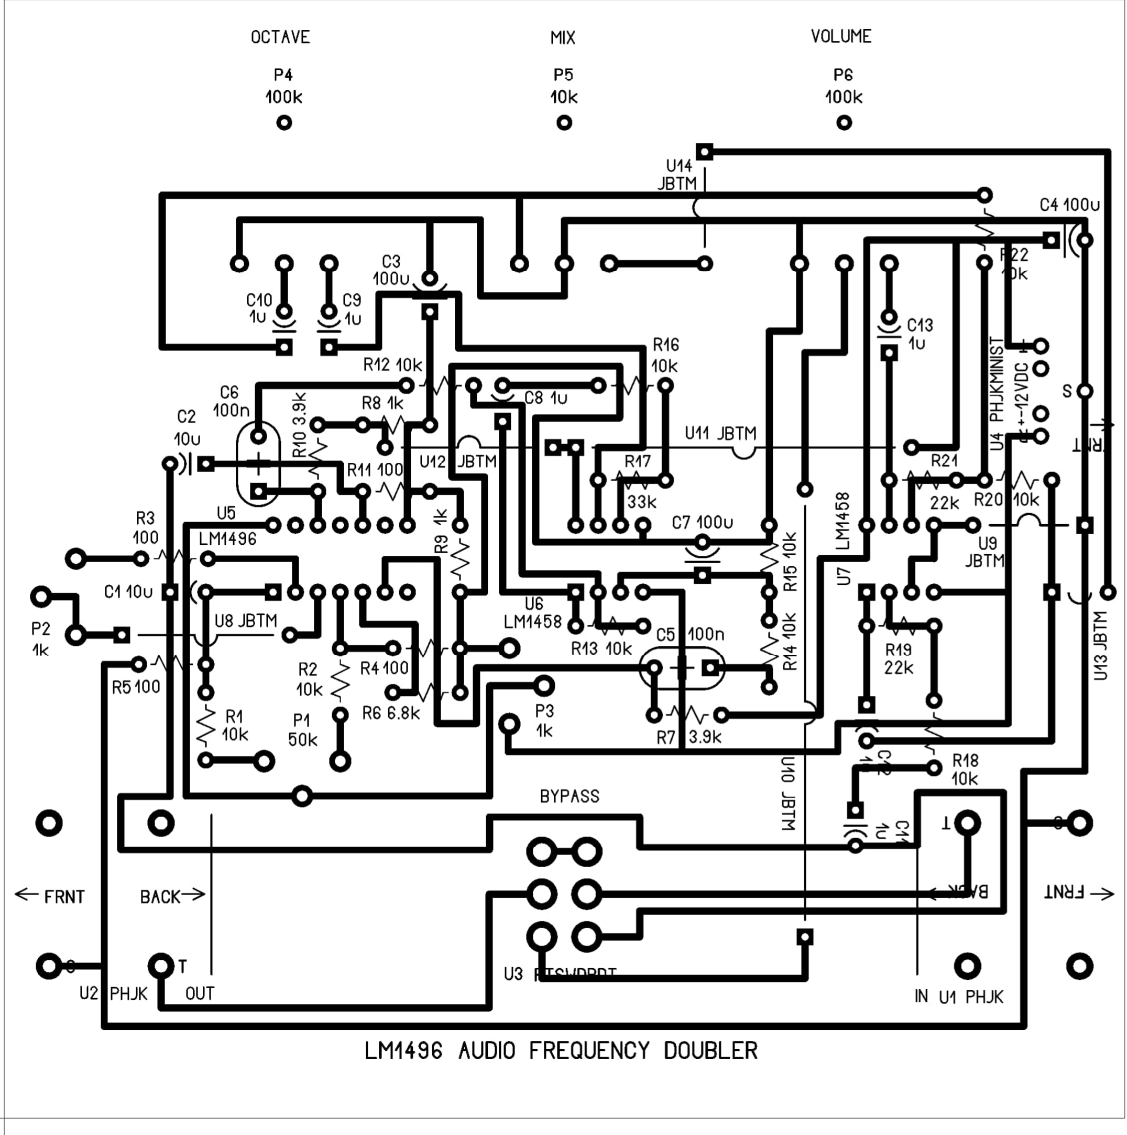 OCTAVE MIX VOLUME
P4 P5 P6
100k 10k 100k
U14
JBTM
C4 100u
R22
10k
C3
100u
C10
1u
C9
1u
C13
1u
R16
10k
R12 10k
C8 1u
PHJKMINIST
U4
+-12VDC
S
FRNT
C6
100n
R10 3.9k
R8 1k
C2
10u
U12 JBTM
U11 JBTM
R11 100
R17
33k
R21
22k
R20 10k
R3
100
U5
LM1496
R9 1k
C7 100u
R15 10k
LM1458
U7
U9
JBTM
C1 10u
U8 JBTM
P2
1k
U6
LM1458
R13 10k
C5 100n
R14 10k
R19
22k
U13 JBTM
R5 100
R2
10k
R4 100
R6 6.8k
R1
10k
P1
50k
P3
1k
R7 3.9k
U10 JBTM
C12
1u
R18
10k
BYPASS
C11
1u
T
S
FRNT BACK
BACK FRNT
S T
U2 PHJK OUT
U3 FTSWDPDT
IN U1 PHJK
LM1496 AUDIO FREQUENCY DOUBLER